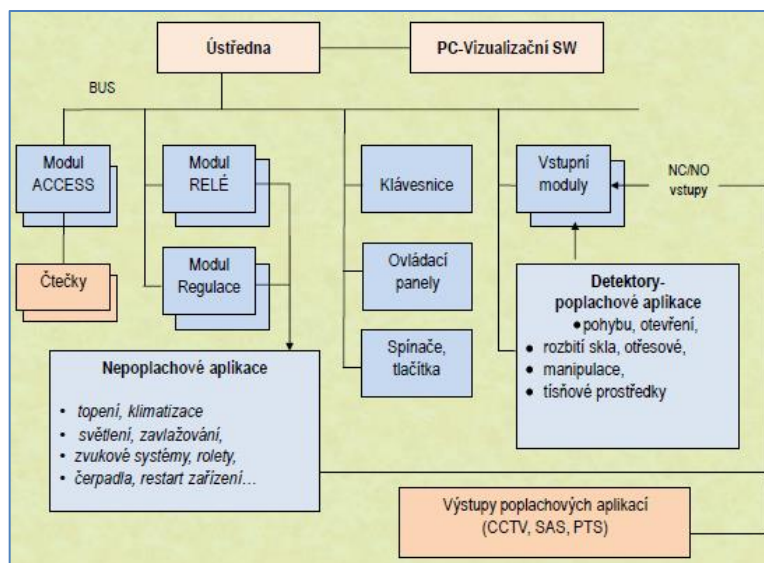 Ústředna
PC-Vizualizační SW
BUS
Modul
ACCESS
Modul
RELÉ
Klávesnice
Vstupní
moduly
NC/NO
vstupy
Čtečky
Modul
Regulace
Ovládací
panely
Detektory-
poplachové aplikace
●pohybu, otevření,
● rozbití skla, otřesové,
● manipulace,
● tísňové prostředky
Spínače,
tlačítka
Nepoplachové aplikace
• topení, klimatizace
• světlení, zavlažování,
• zvukové systémy, rolety,
• čerpadla, restart zařízení…
Výstupy poplachových aplikací
(CCTV, SAS, PTS)